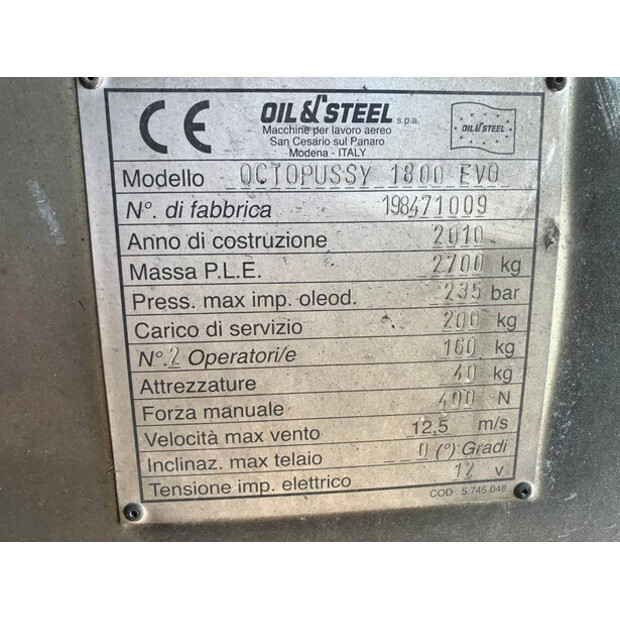 CE
OIL & STEEL s.p.a.
Macchine per lavoro aereo
San Cesario sul Panaro
Modena - ITALY
OIL & STEEL
Modello OCTOPUSSY 1800 EVO
N°. di fabbrica 198471009
Anno di costruzione 2010
Massa P.L.E. 2700 kg
Press. max imp. oleod. 235 bar
Carico di servizio 200 kg
N°. 2 Operatori/e 160 kg
Attrezzature 40 kg
Forza manuale 400 N
Velocità max vento 12,5 m/s
Inclinaz. max telaio 0 (°) Gradi
Tensione imp. elettrico 12 v
COD. 5.745.048